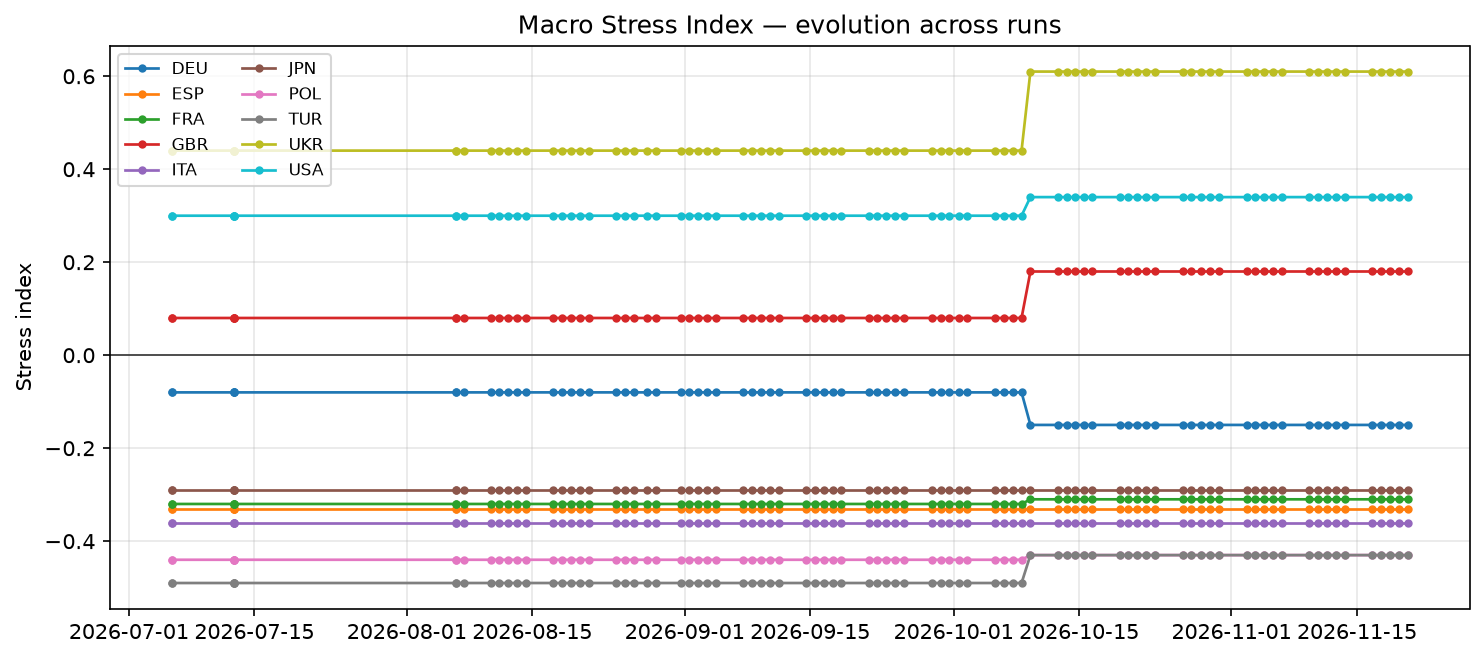 Macro Stress Index — evolution across runs
Stress index
0.6
0.4
0.2
0.0
−0.2
−0.4
DEU
ESP
FRA
GBR
ITA
JPN
POL
TUR
UKR
USA
2026-07-01 2026-07-15 2026-08-01 2026-08-15 2026-09-01 2026-09-15 2026-10-01 2026-10-15 2026-11-01 2026-11-15